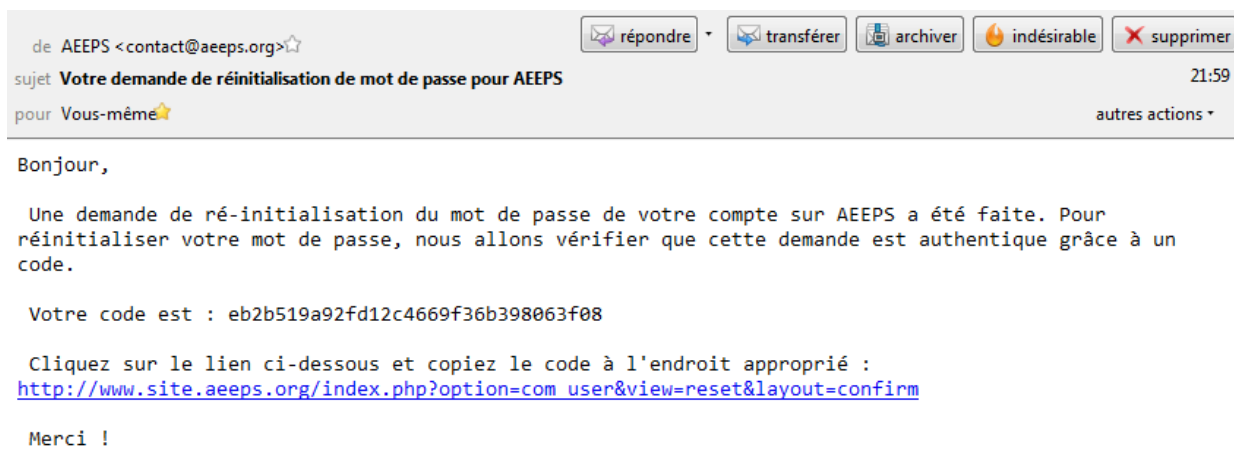 de AEEPS <contact@aeeps.org>
répondre transférer archiver indésirable supprimer
sujet Votre demande de réinitialisation de mot de passe pour AEEPS 21:59
pour Vous-même autres actions
Bonjour,
Une demande de ré-initialisation du mot de passe de votre compte sur AEEPS a été faite. Pour
réinitialiser votre mot de passe, nous allons vérifier que cette demande est authentique grâce à un
code.
Votre code est : eb2b519a92fd12c4669f36b398063f08
Cliquez sur le lien ci-dessous et copiez le code à l'endroit approprié :
http://www.site.aeeps.org/index.php?option=com_user&view=reset&layout=confirm
Merci !